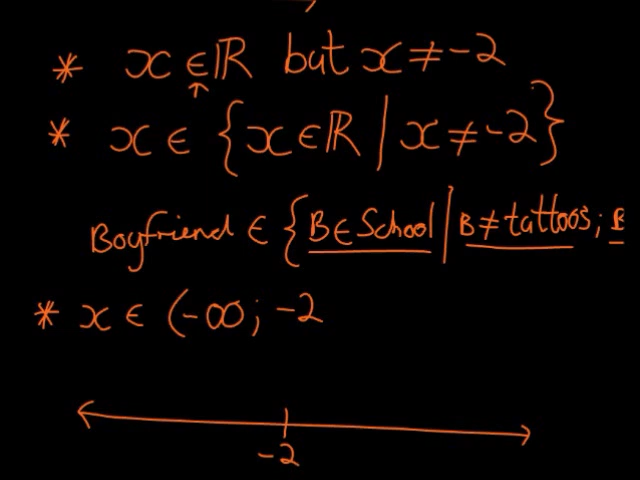 * x ∈ ℝ but x ≠ -2
* x ∈ {x ∈ ℝ | x ≠ -2}
Boyfriend ∈ {B ∈ School | B ≠ tattoos; B
* x ∈ (-∞; -2
-2